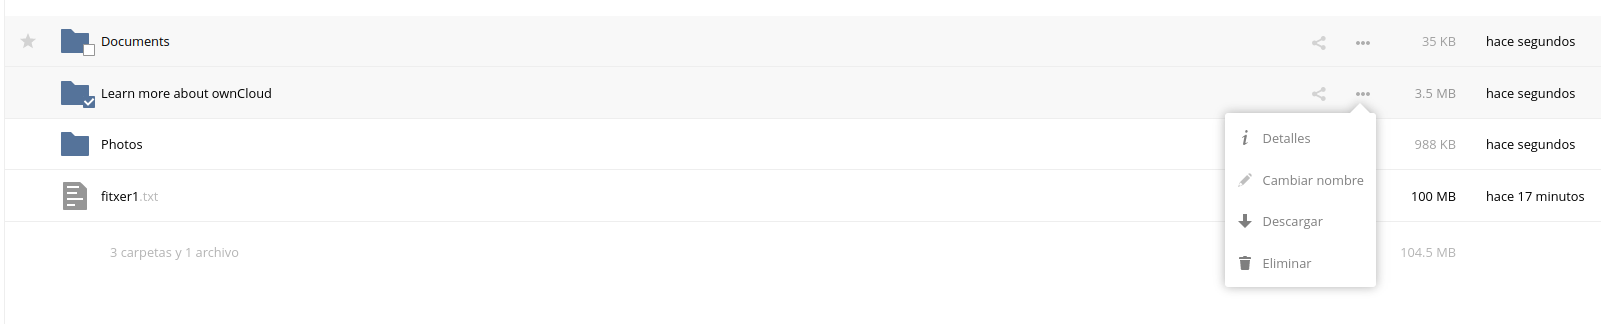 Documents 35 KB hace segundos
Learn more about ownCloud 3.5 MB hace segundos
Photos 988 KB hace segundos
fitxer1.txt 100 MB hace 17 minutos
3 carpetas y 1 archivo 104.5 MB
Detalles
Cambiar nombre
Descargar
Eliminar